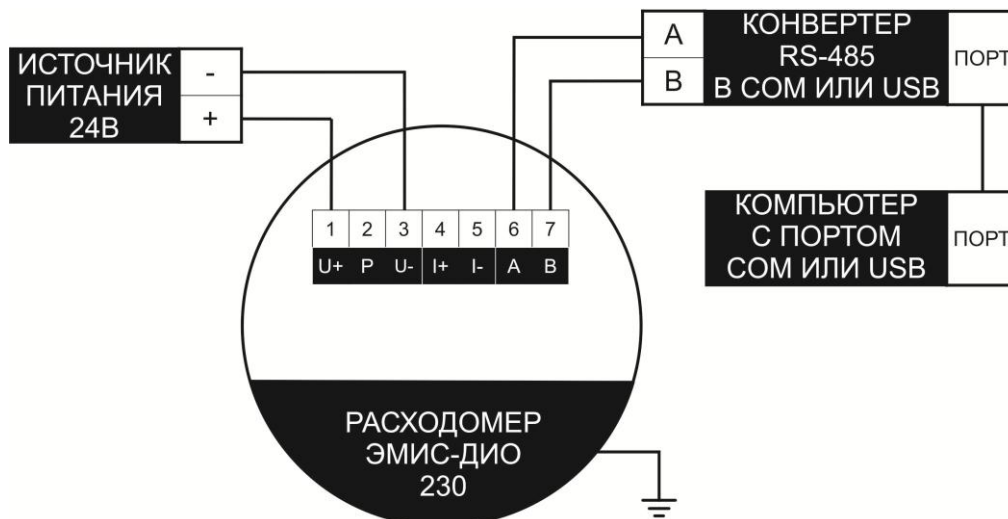 ИСТОЧНИК
ПИТАНИЯ
24В
-
+
A
B
КОНВЕРТЕР
RS-485
В COM ИЛИ USB
ПОРТ
КОМПЬЮТЕР
С ПОРТОМ
COM ИЛИ USB
ПОРТ
1 2 3 4 5 6 7
U+ P U- I+ I- A B
РАСХОДОМЕР
ЭМИС-ДИО
230